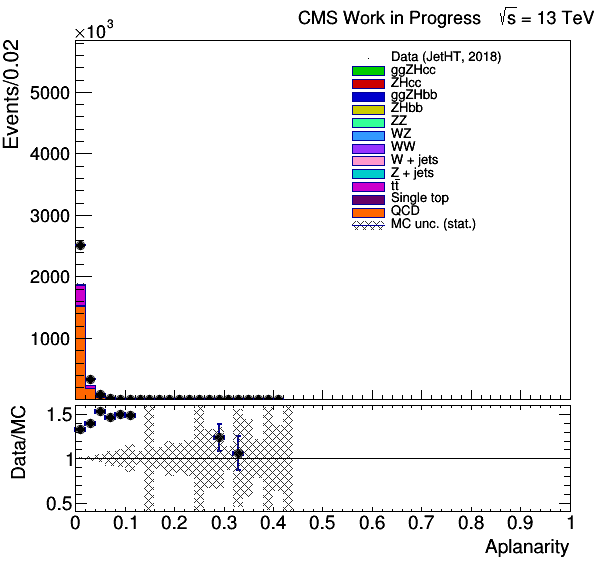 CMS Work in Progress √s = 13 TeV
×10³
Events/0.02
5000
4000
3000
2000
1000
Data (JetHT, 2018)
ggZHcc
ZHcc
ggZHbb
ZHbb
ZZ
WZ
WW
W + jets
Z + jets
tt̄
Single top
QCD
MC unc. (stat.)
Data/MC
1.5
1
0.5
0 0.1 0.2 0.3 0.4 0.5 0.6 0.7 0.8 0.9 1
Aplanarity